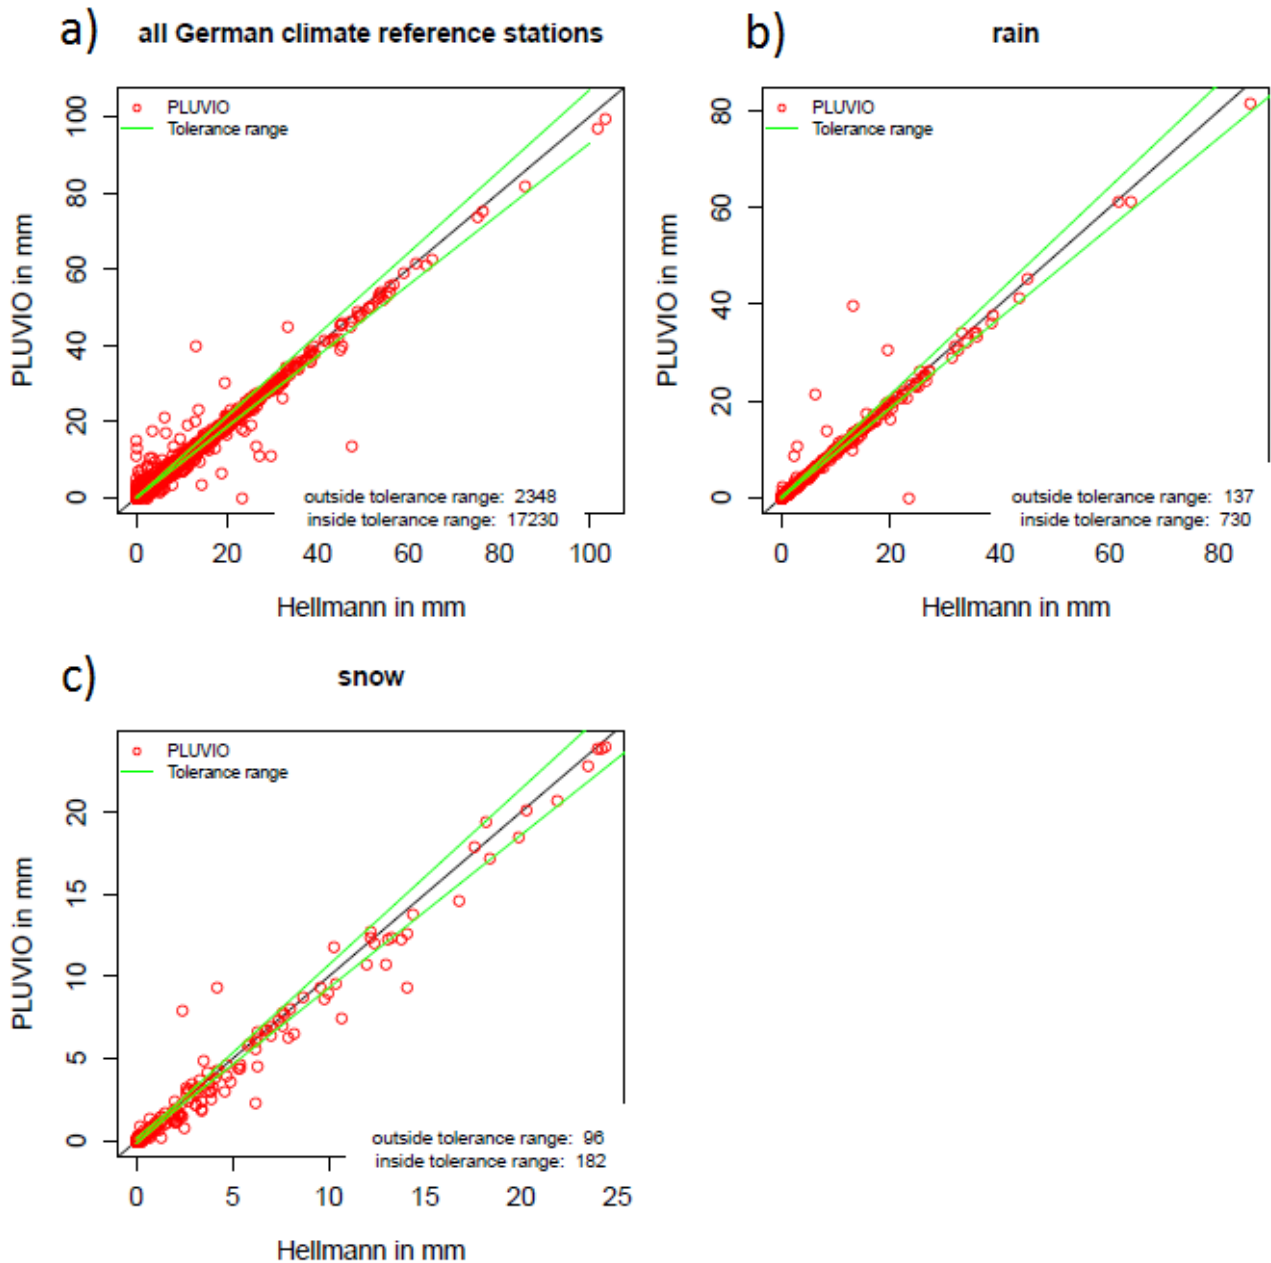 a) all German climate reference stations
PLUVIO
Tolerance range
100
80
60
40
20
0
PLUVIO in mm
outside tolerance range: 2348
inside tolerance range: 17230
0 20 40 60 80 100
Hellmann in mm
b) rain
PLUVIO
Tolerance range
80
60
40
20
0
PLUVIO in mm
outside tolerance range: 137
inside tolerance range: 730
0 20 40 60 80
Hellmann in mm
c) snow
PLUVIO
Tolerance range
20
15
10
5
0
PLUVIO in mm
outside tolerance range: 96
inside tolerance range: 182
0 5 10 15 20 25
Hellmann in mm